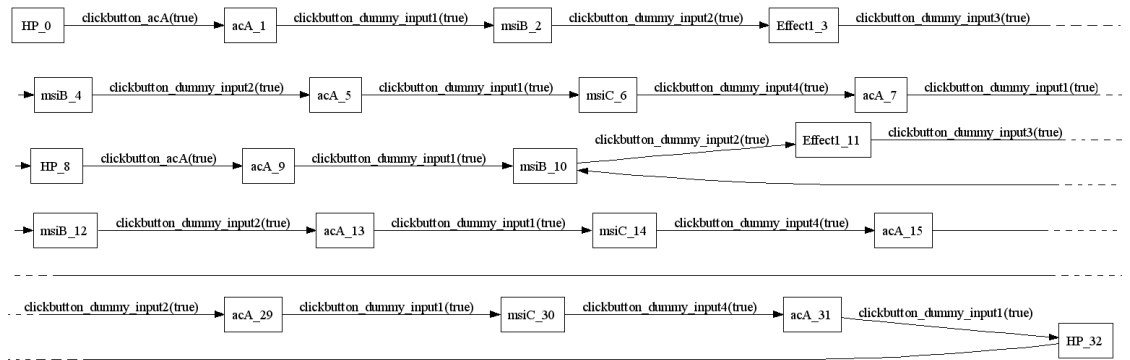 HP_0 clickbutton_acA(true) acA_1 clickbutton_dummy_input1(true) msiB_2 clickbutton_dummy_input2(true) Effect1_3 clickbutton_dummy_input3(true)
msiB_4 clickbutton_dummy_input2(true) acA_5 clickbutton_dummy_input1(true) msiC_6 clickbutton_dummy_input4(true) acA_7 clickbutton_dummy_input1(true)
HP_8 clickbutton_acA(true) acA_9 clickbutton_dummy_input1(true) msiB_10 clickbutton_dummy_input2(true) Effect1_11 clickbutton_dummy_input3(true)
msiB_12 clickbutton_dummy_input2(true) acA_13 clickbutton_dummy_input1(true) msiC_14 clickbutton_dummy_input4(true) acA_15
clickbutton_dummy_input2(true) acA_29 clickbutton_dummy_input1(true) msiC_30 clickbutton_dummy_input4(true) acA_31 clickbutton_dummy_input1(true) HP_32